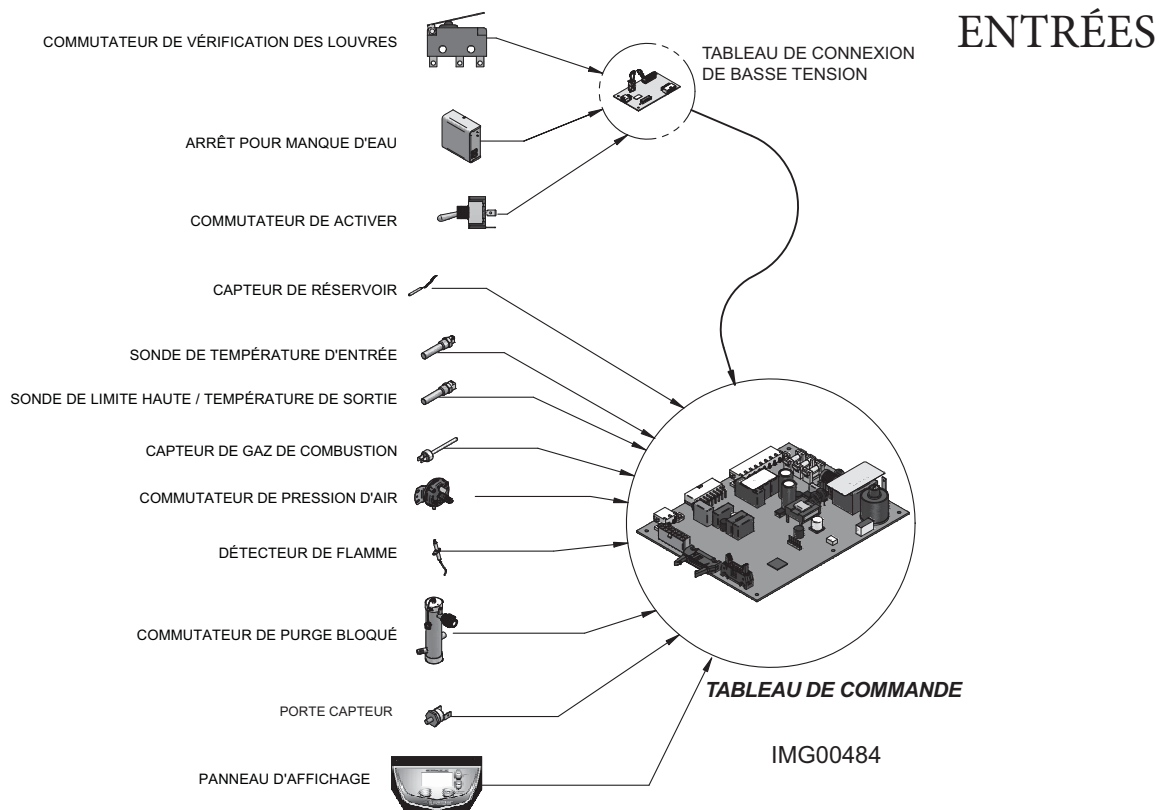 ENTRÉES
COMMUTATEUR DE VÉRIFICATION DES LOUVRES
TABLEAU DE CONNEXION
DE BASSE TENSION
ARRÊT POUR MANQUE D'EAU
COMMUTATEUR DE ACTIVER
CAPTEUR DE RÉSERVOIR
SONDE DE TEMPÉRATURE D'ENTRÉE
SONDE DE LIMITE HAUTE / TEMPÉRATURE DE SORTIE
CAPTEUR DE GAZ DE COMBUSTION
COMMUTATEUR DE PRESSION D'AIR
DÉTECTEUR DE FLAMME
COMMUTATEUR DE PURGE BLOQUÉ
TABLEAU DE COMMANDE
PORTE CAPTEUR
IMG00484
PANNEAU D'AFFICHAGE